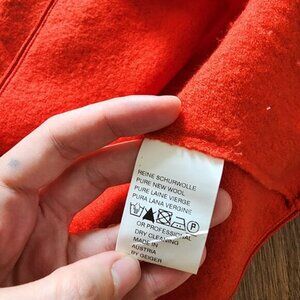 REINE SCHURWOLLE
PURE NEW WOOL
PURE LAINE VIERGE
PURA LANA VERGINE
P
OR PROFESSIONAL
DRY CLEANING
MADE IN
AUSTRIA
BY GEIGER